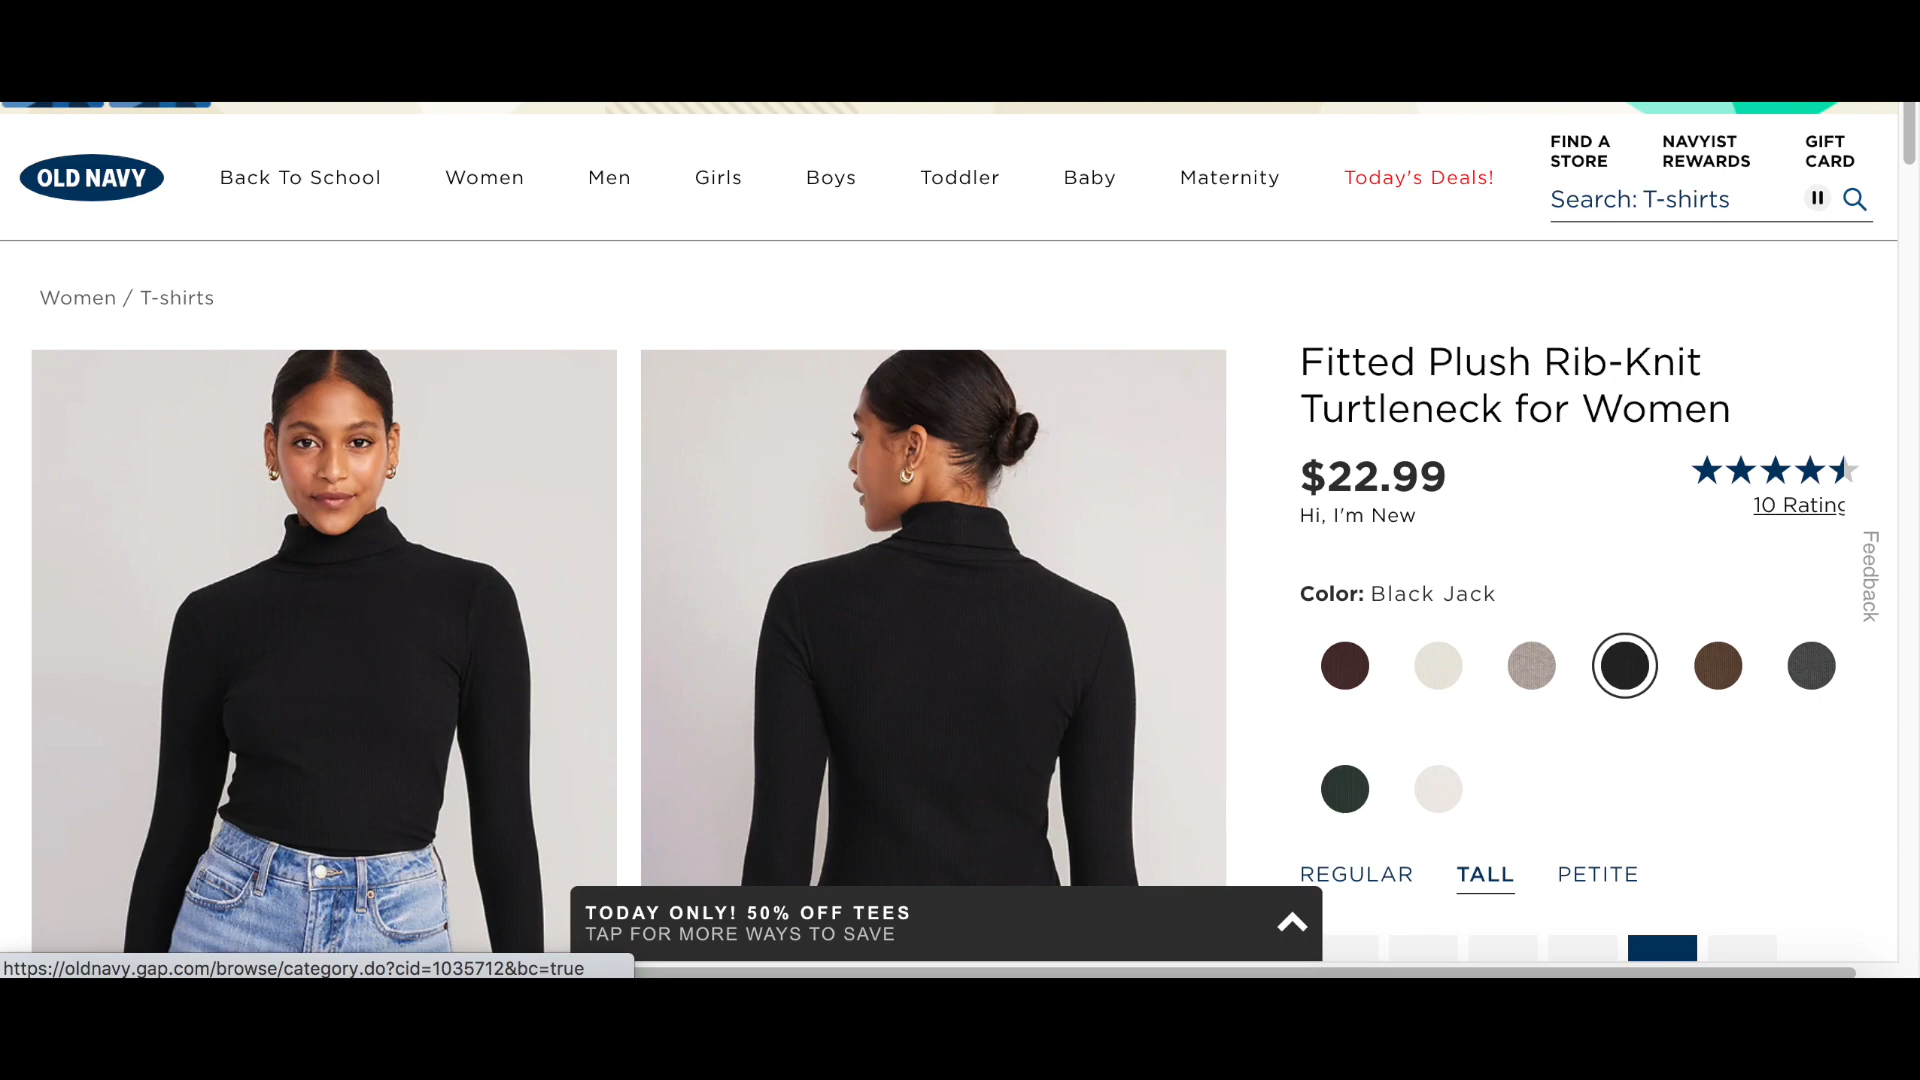 OLD NAVY
Back To School
Women
Men
Girls
Boys
Toddler
Baby
Maternity
Today's Deals!
FIND A
STORE
NAVYIST
REWARDS
GIFT
CARD
Search: T-shirts
Women / T-shirts
Fitted Plush Rib-Knit
Turtleneck for Women
$22.99
Hi, I'm New
10 Rating
Feedback
Color: Black Jack
REGULAR
TALL
PETITE
TODAY ONLY! 50% OFF TEES
TAP FOR MORE WAYS TO SAVE
https://oldnavy.gap.com/browse/category.do?cid=1035712&bc=true